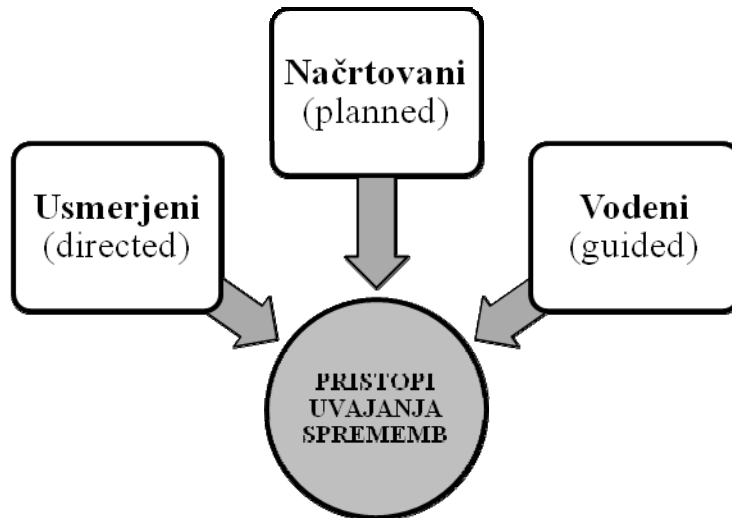 Načrtovani
(planned)
Usmerjeni
(directed)
Vodeni
(guided)
PRISTOPI
UVAJANJA
SPREMEMB